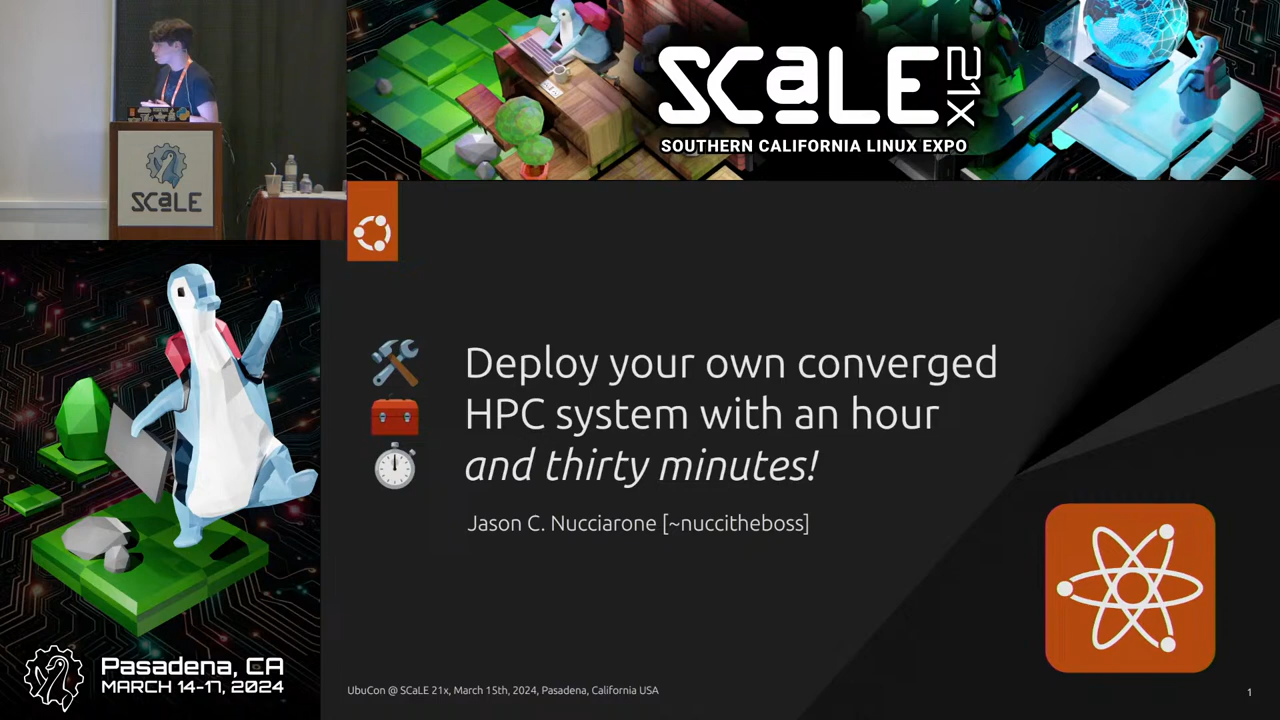 SCaLE 21x
SOUTHERN CALIFORNIA LINUX EXPO
SCaLE
Deploy your own converged
HPC system with an hour
and thirty minutes!
Jason C. Nucciarone [~nuccitheboss]
Pasadena, CA
MARCH 14-17, 2024
UbuCon @ SCaLE 21x, March 15th, 2024, Pasadena, California USA
1